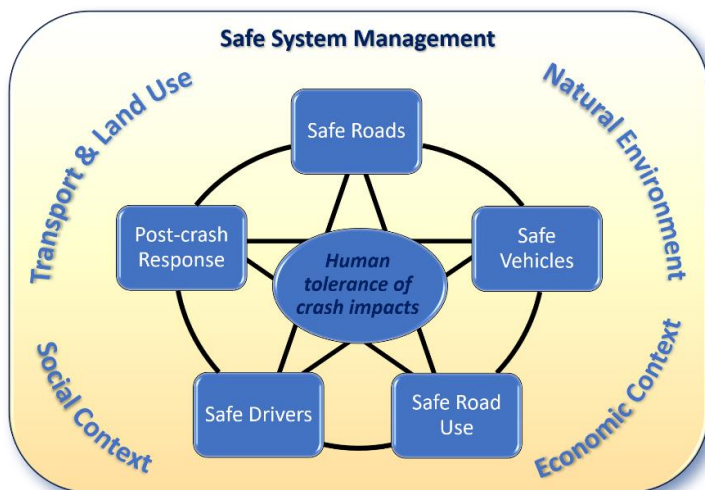 Safe System Management
Transport & Land Use
Natural Environment
Safe Roads
Post-crash
Response
Safe
Vehicles
Human
tolerance of
crash impacts
Safe Drivers
Safe Road
Use
Social Context
Economic Context